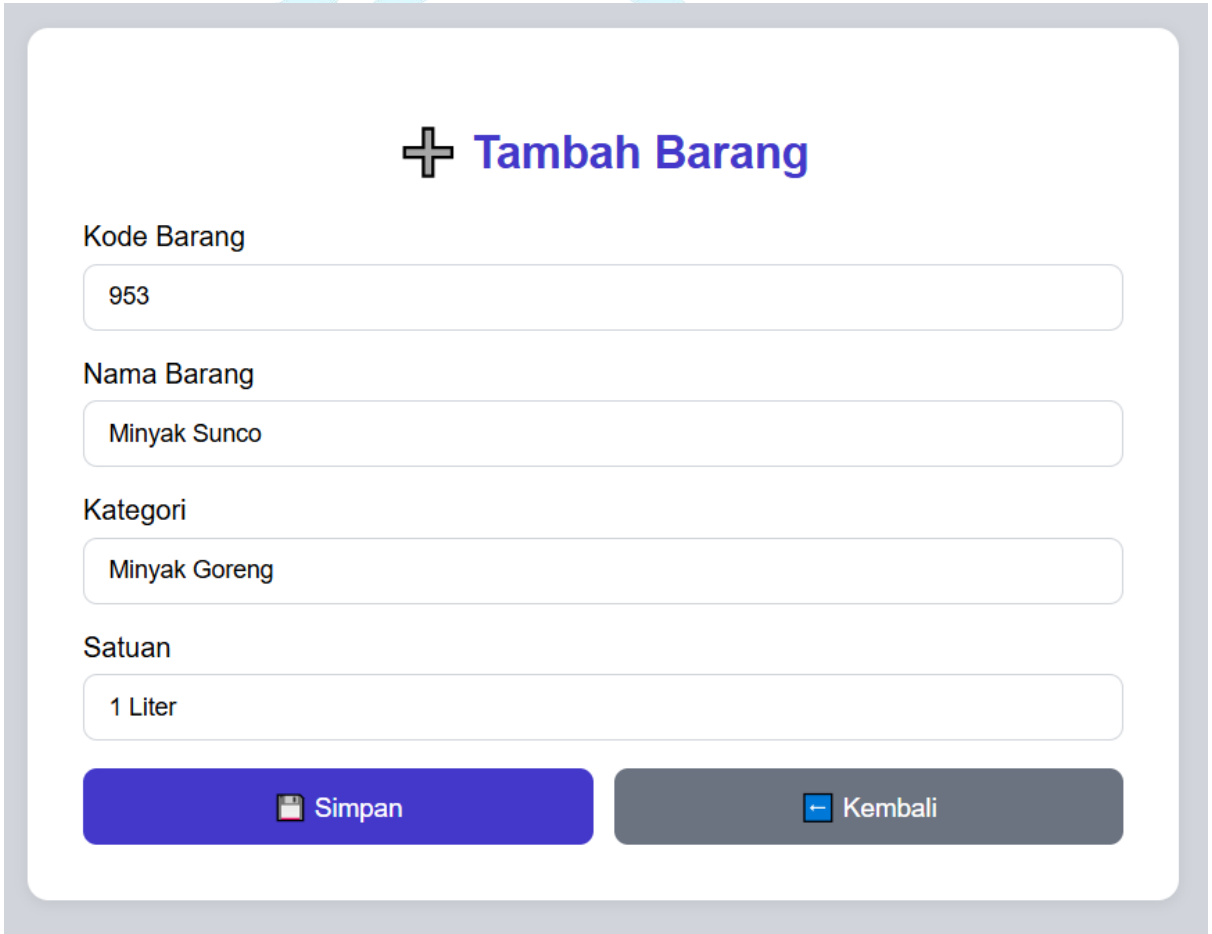 ➕ Tambah Barang
Kode Barang
953
Nama Barang
Minyak Sunco
Kategori
Minyak Goreng
Satuan
1 Liter
💾 Simpan
⬅ Kembali